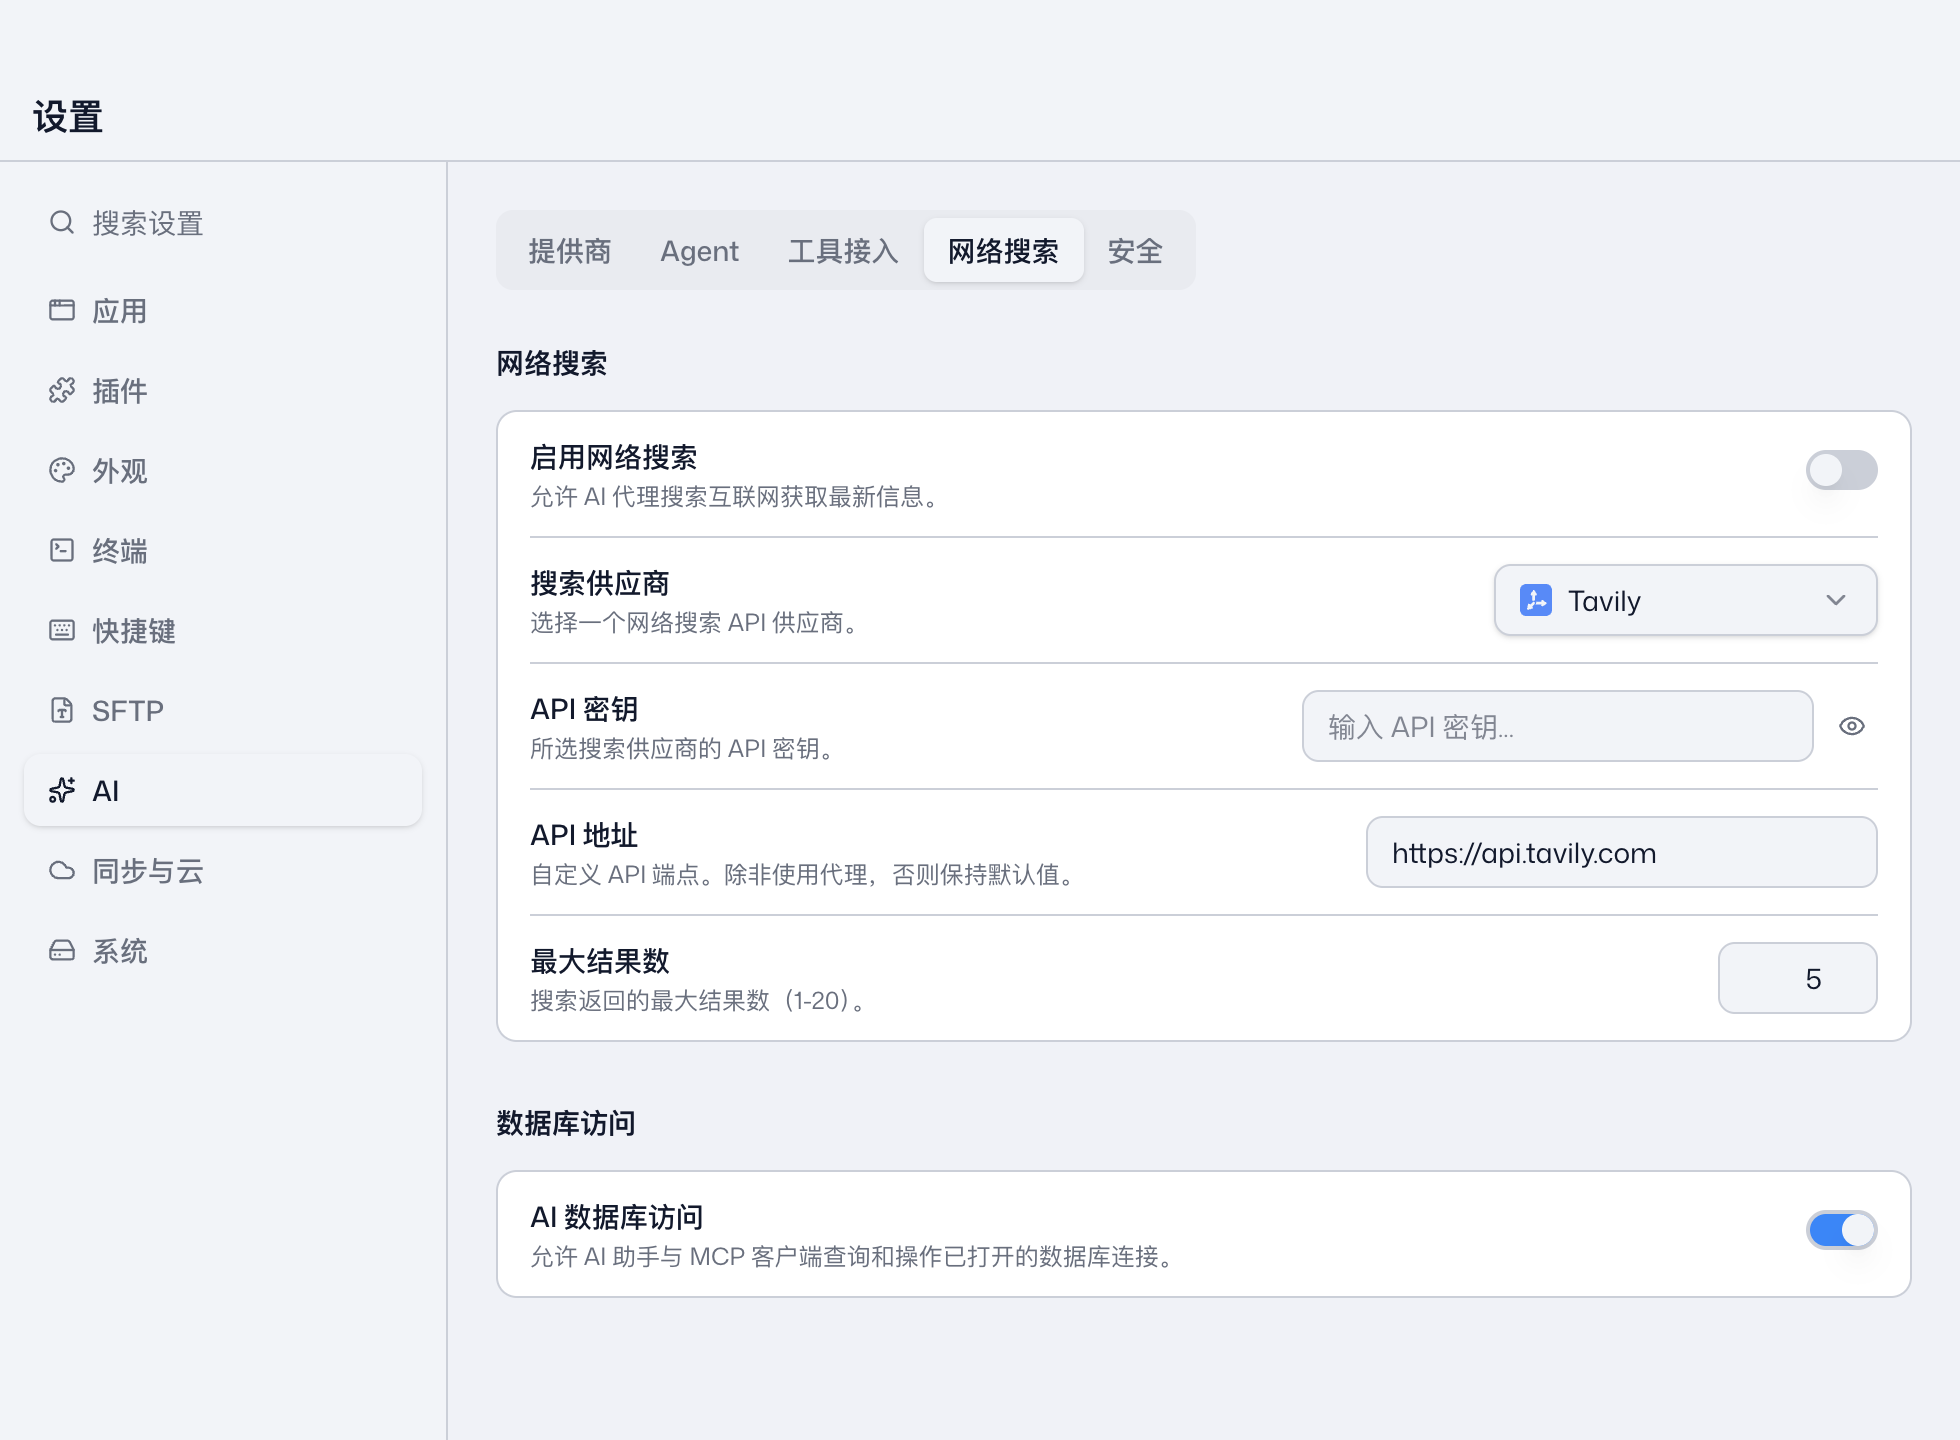 设置
搜索设置
应用
插件
外观
终端
快捷键
SFTP
AI
同步与云
系统
提供商
Agent
工具接入
网络搜索
安全
网络搜索
启用网络搜索
允许 AI 代理搜索互联网获取最新信息。
搜索供应商
选择一个网络搜索 API 供应商。
Tavily
API 密钥
所选搜索供应商的 API 密钥。
输入 API 密钥...
API 地址
自定义 API 端点。除非使用代理，否则保持默认值。
https://api.tavily.com
最大结果数
搜索返回的最大结果数（1-20）。
5
数据库访问
AI 数据库访问
允许 AI 助手与 MCP 客户端查询和操作已打开的数据库连接。